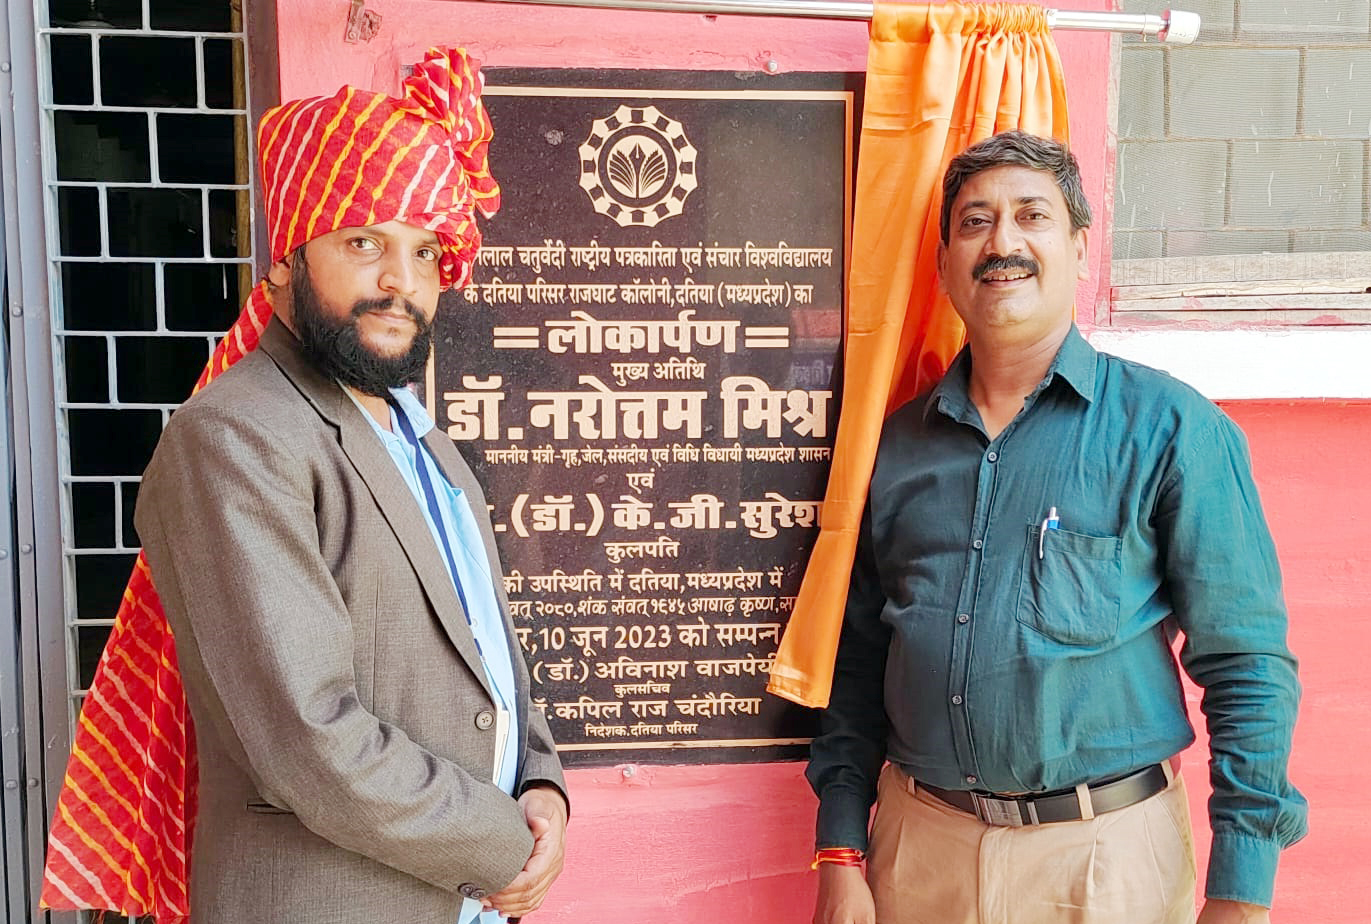 लाल चतुर्वेदी राष्ट्रीय पत्रकारिता एवं संचार विश्वविद्यालय
के दतिया परिसर राजघाट कॉलोनी,दतिया (मध्यप्रदेश) का
=लोकार्पण=
मुख्य अतिथि
डॉ.नरोत्तम मिश्र
माननीय मंत्री-गृह,जेल,संसदीय एवं विधि विधायी मध्यप्रदेश शासन
एवं
.(डॉ.) के.जी.सुरेश
कुलपति
की उपस्थिति में दतिया,मध्यप्रदेश में
वत् २०८०,शंक संवत् १९४५ आषाढ़ कृष्ण,
र,10 जून 2023 को सम्पन्न
(डॉ.) अविनाश वाजपेयी
कुलसचिव
डॉ.कपिल राज चंदौरिया
निदेशक.दतिया परिसर